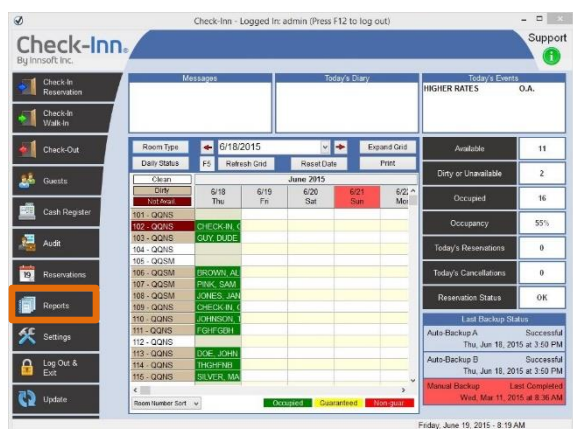 Check-Inn - Logged In: admin (Press F12 to log out)
Check-Inn®
By Innsoft Inc.
Support
Check-In
Reservation
Check-In
Walk-In
Check-Out
Guests
Cash Register
Audit
19
Reservations
Reports
Settings
Log Out &
Exit
Update
Messages
Today's Diary
Today's Events
HIGHER RATES O.A.
Room Type 6/18/2015 Expand Grid
Daily Status F5 Refresh Grid Reset Date Print
Clean June 2015
Dirty 6/18 6/19 6/20 6/21 6/22
Not Avail. Thu Fri Sat Sun Mon
101 - QQNS
102 - QQNS CHECK-IN, C
103 - QQNS GUY, DUDE
104 - QQNS
105 - QQSM
106 - QQSM BROWN, AL
107 - QQSM PINK, SAM
108 - QQSM JONES, JAN
109 - QQNS CHECK-IN, C
110 - QQNS JOHNSON, T
111 - QQNS FGHFGBH
112 - QQNS
113 - QQNS DOE, JOHN
114 - QQNS THGHFNB
115 - QQNS SILVER, MA
Room Number Sort Occupied Guaranteed Non-guar
Available 11
Dirty or Unavailable 2
Occupied 16
Occupancy 55%
Today's Reservations 0
Today's Cancellations 0
Reservation Status OK
Last Backup Status
Auto-Backup A Successful
Thu, Jun 18, 2015 at 3:50 PM
Auto-Backup B Successful
Thu, Jun 18, 2015 at 3:50 PM
Manual Backup Last Completed
Wed, Mar 11, 2015 at 8:36 AM
Friday, June 19, 2015 - 8:19 AM